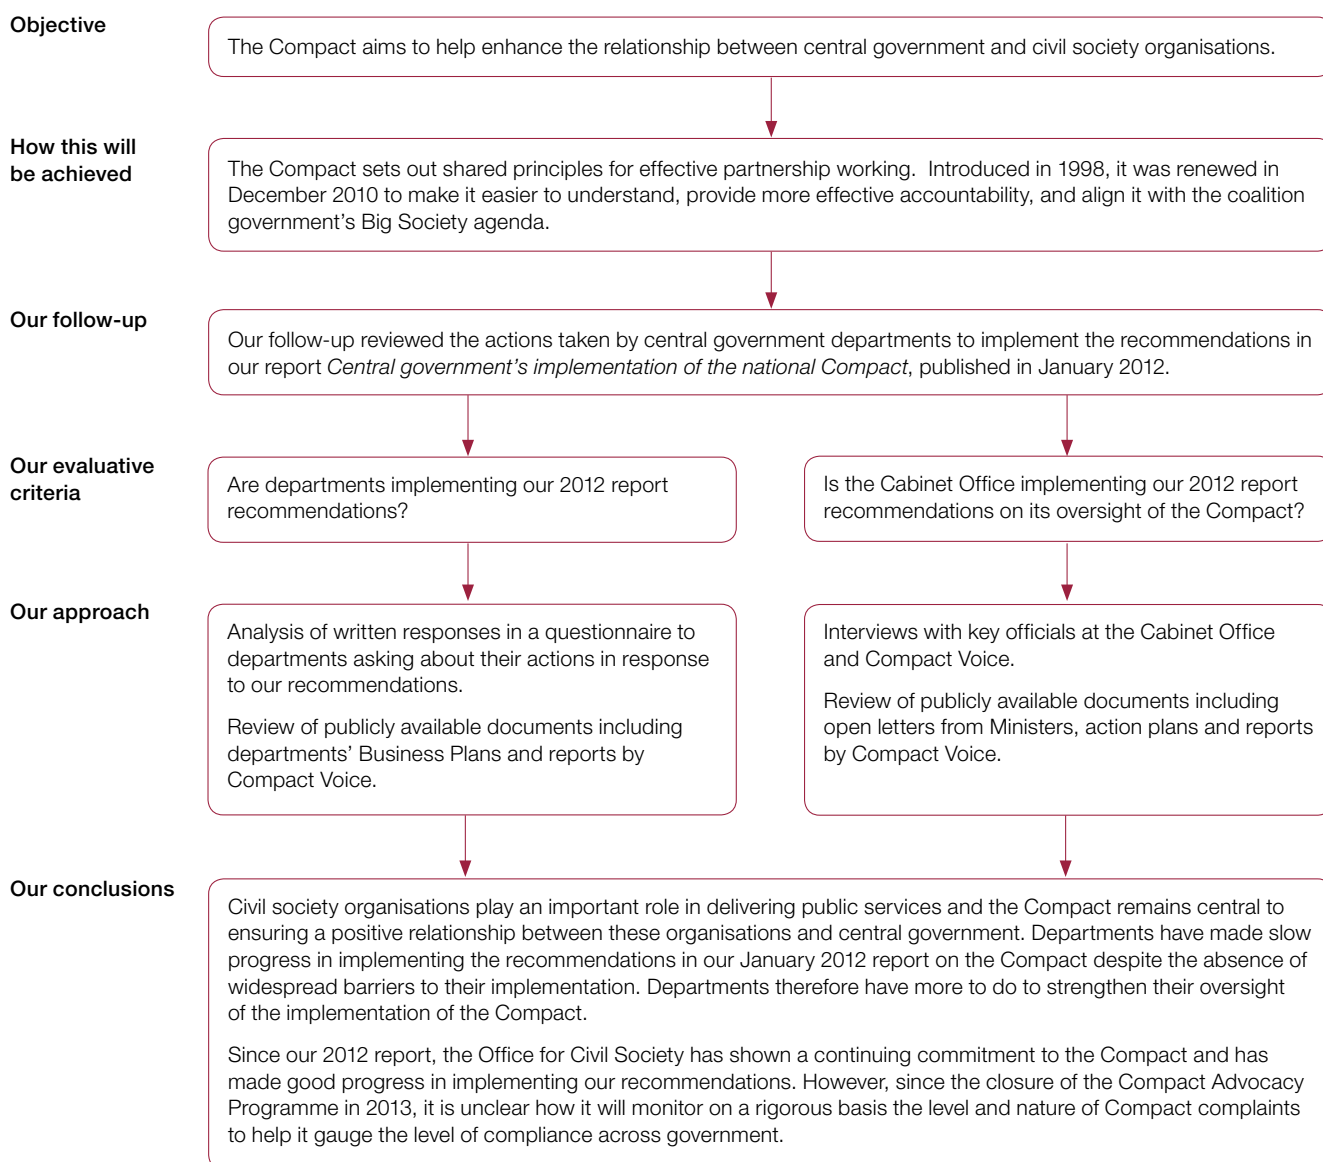 Objective
The Compact aims to help enhance the relationship between central government and civil society organisations.
How this will
be achieved
The Compact sets out shared principles for effective partnership working.  Introduced in 1998, it was renewed in
December 2010 to make it easier to understand, provide more effective accountability, and align it with the coalition
government’s Big Society agenda.
Our follow-up
Our follow-up reviewed the actions taken by central government departments to implement the recommendations in
our report Central government’s implementation of the national Compact, published in January 2012.
Our evaluative
criteria
Are departments implementing our 2012 report
recommendations?
Is the Cabinet Office implementing our 2012 report
recommendations on its oversight of the Compact?
Our approach
Analysis of written responses in a questionnaire to
departments asking about their actions in response
to our recommendations.
Review of publicly available documents including
departments’ Business Plans and reports by
Compact Voice.
Interviews with key officials at the Cabinet Office
and Compact Voice.
Review of publicly available documents including
open letters from Ministers, action plans and reports
by Compact Voice.
Our conclusions
Civil society organisations play an important role in delivering public services and the Compact remains central to
ensuring a positive relationship between these organisations and central government. Departments have made slow
progress in implementing the recommendations in our January 2012 report on the Compact despite the absence of
widespread barriers to their implementation. Departments therefore have more to do to strengthen their oversight
of the implementation of the Compact.
Since our 2012 report, the Office for Civil Society has shown a continuing commitment to the Compact and has
made good progress in implementing our recommendations. However, since the closure of the Compact Advocacy
Programme in 2013, it is unclear how it will monitor on a rigorous basis the level and nature of Compact complaints
to help it gauge the level of compliance across government.